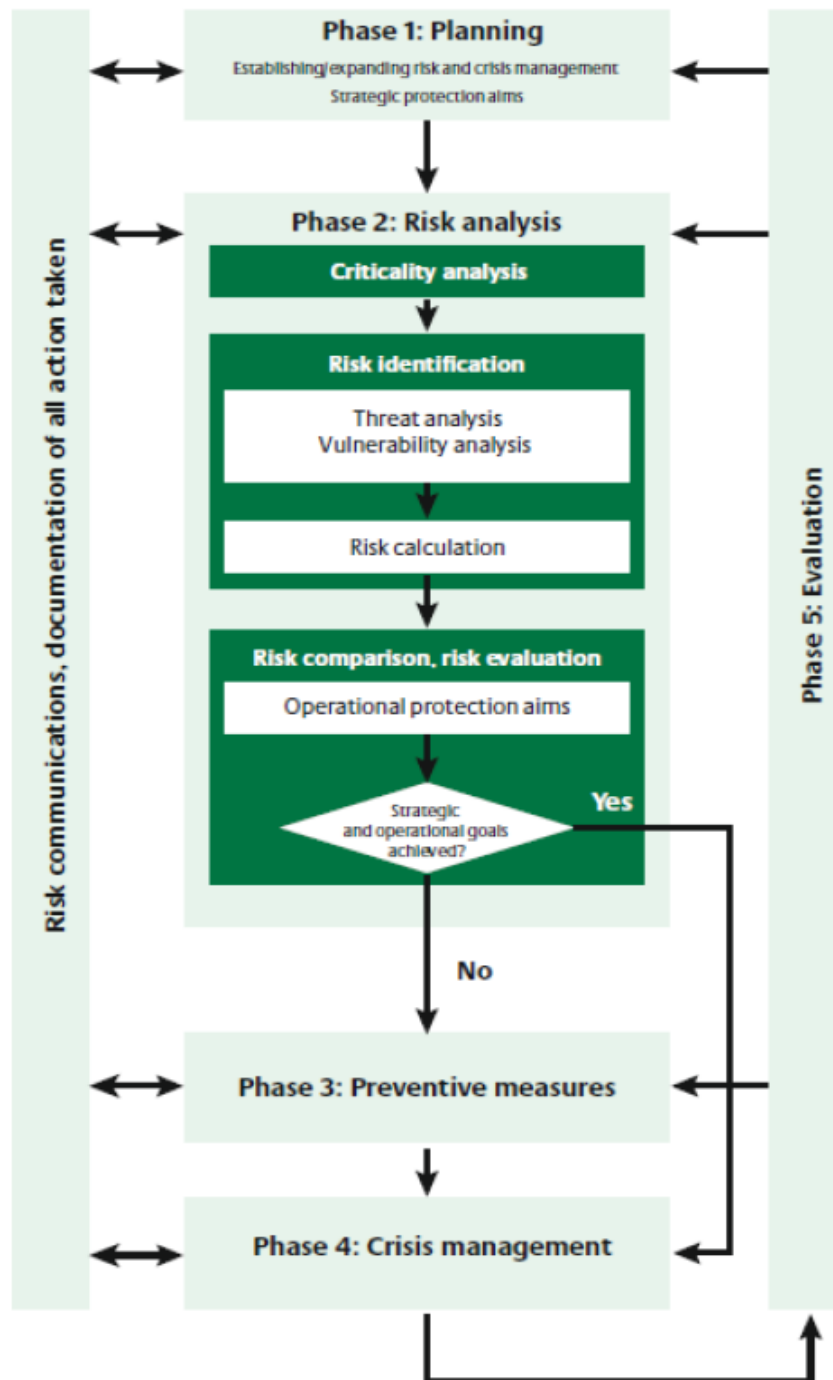 Phase 1: Planning
Establishing/expanding risk and crisis management
Strategic protection aims
Phase 2: Risk analysis
Criticality analysis
Risk identification
Threat analysis
Vulnerability analysis
Risk calculation
Risk comparison, risk evaluation
Operational protection aims
Strategic
and operational goals
achieved?
Yes
No
Phase 3: Preventive measures
Phase 4: Crisis management
Risk communications, documentation of all action taken
Phase 5: Evaluation